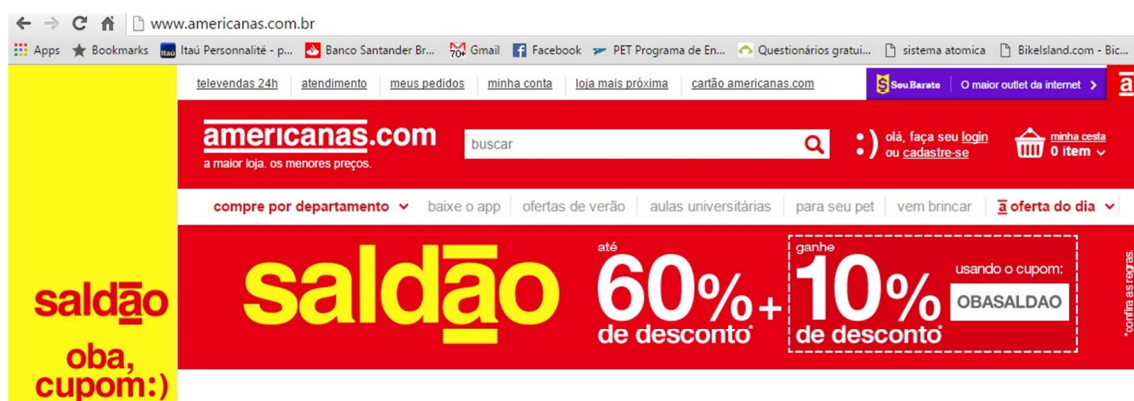 www.americanas.com.br
Apps Bookmarks Itaú Personnalité - p... Banco Santander Br... 70+ Gmail Facebook PET Programa de En... Questionários gratui... sistema atomica BikeIsland.com - Bic...
televendas 24h atendimento meus pedidos minha conta loja mais próxima cartão americanas.com SouBarato O maior outlet da internet > a
americanas.com
a maior loja. os menores preços.
buscar
:) olá, faça seu login
ou cadastre-se
minha cesta
0 item
compre por departamento baixe o app ofertas de verão aulas universitárias para seu pet vem brincar a oferta do dia
saldão
oba,
cupom:)
saldão
até
60%
de desconto*
+
ganhe
10%
de desconto*
usando o cupom:
OBASALDAO
*confira as regras.